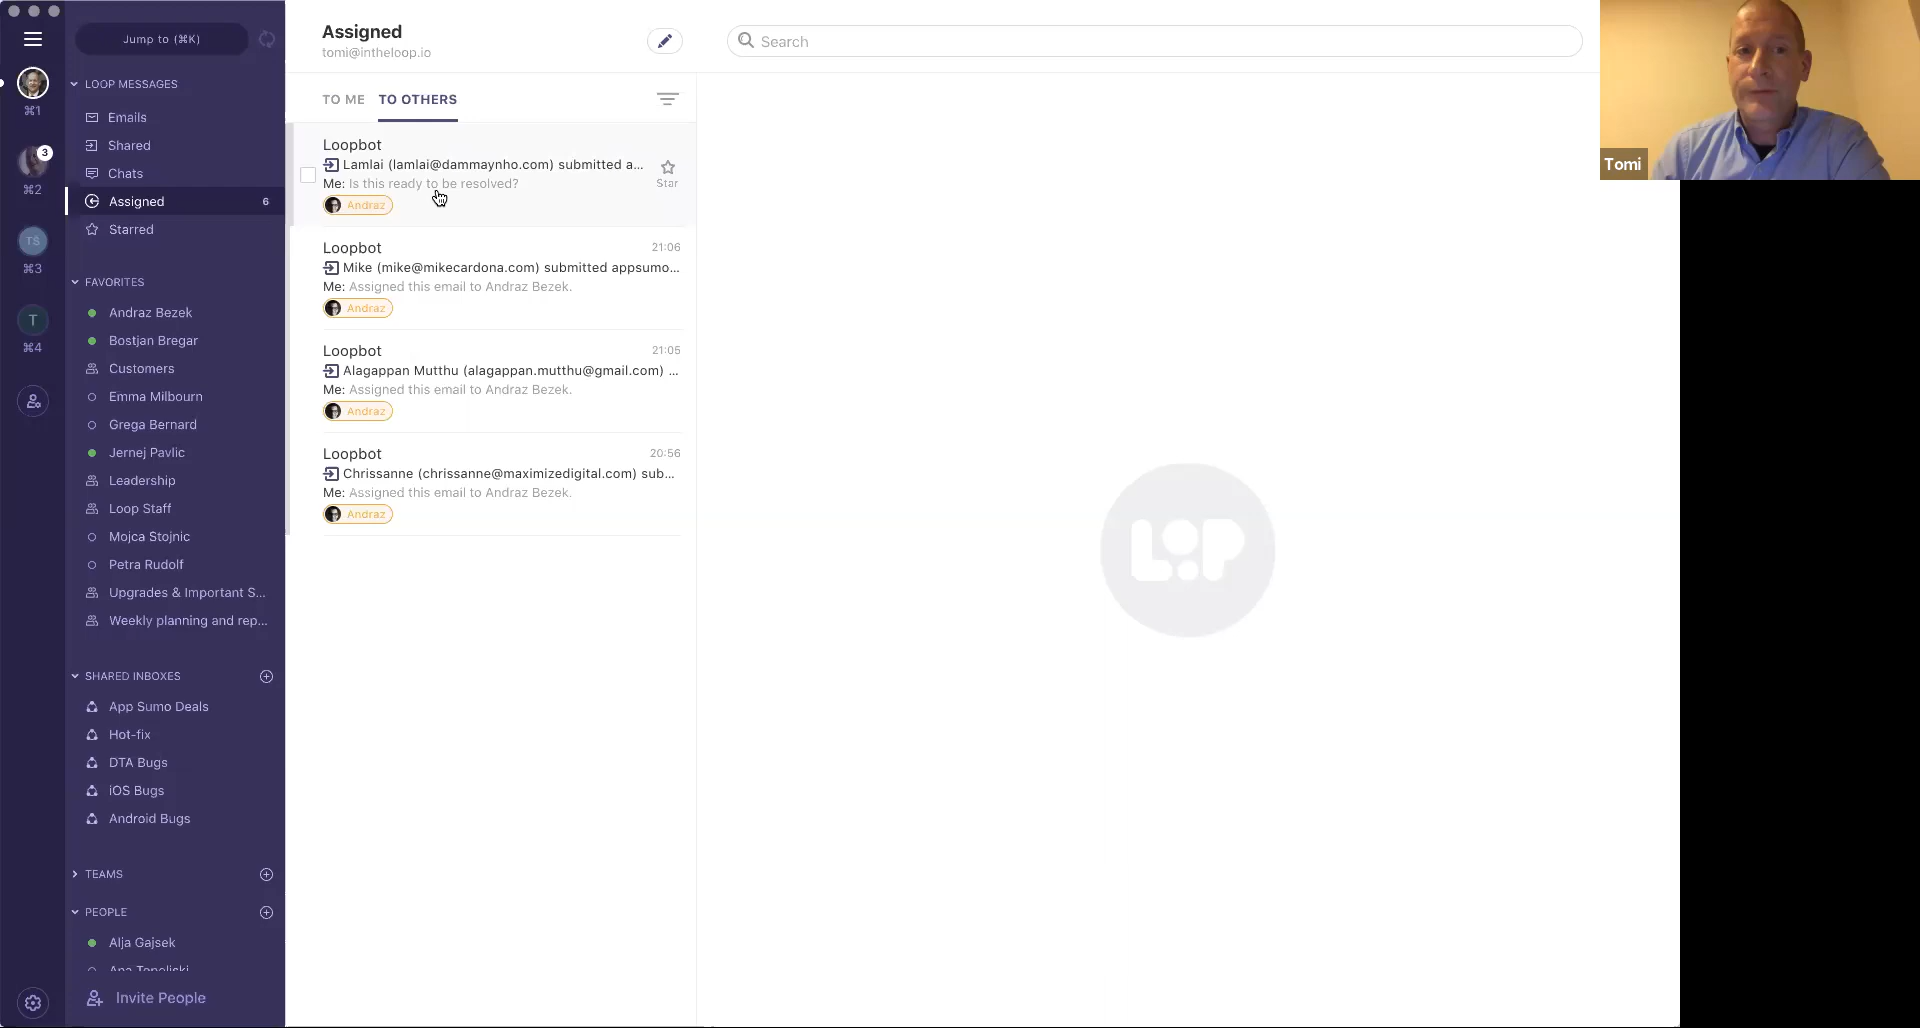 Jump to (⌘K)
⌘1
3
⌘2
TŠ
⌘3
T
⌘4
LOOP MESSAGES
Emails
Shared
Chats
Assigned 6
Starred
FAVORITES
Andraz Bezek
Bostjan Bregar
Customers
Emma Milbourn
Grega Bernard
Jernej Pavlic
Leadership
Loop Staff
Mojca Stojnic
Petra Rudolf
Upgrades & Important S...
Weekly planning and rep...
SHARED INBOXES
App Sumo Deals
Hot-fix
DTA Bugs
iOS Bugs
Android Bugs
TEAMS
PEOPLE
Alja Gajsek
Invite People
Assigned
tomi@intheloop.io
TO ME TO OTHERS
Loopbot
Lamlai (lamlai@dammaynho.com) submitted a...
Me: Is this ready to be resolved?
Star
Andraz
Loopbot 21:06
Mike (mike@mikecardona.com) submitted appsumo...
Me: Assigned this email to Andraz Bezek.
Andraz
Loopbot 21:05
Alagappan Mutthu (alagappan.mutthu@gmail.com) ...
Me: Assigned this email to Andraz Bezek.
Andraz
Loopbot 20:56
Chrissanne (chrissanne@maximizedigital.com) sub...
Me: Assigned this email to Andraz Bezek.
Andraz
Search
LOOP
Tomi